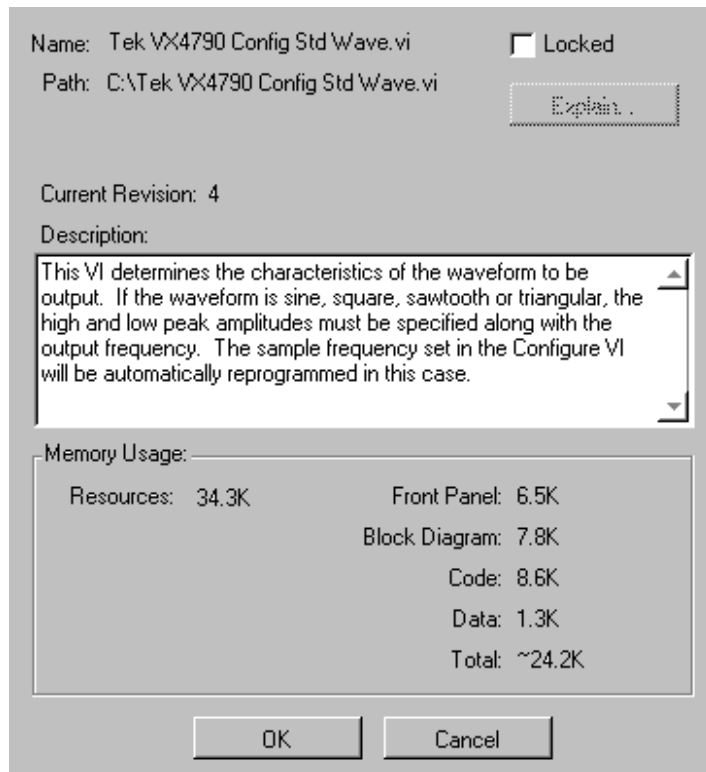 Name: Tek VX4790 Config Std Wave.vi
Locked
Path: C:\Tek VX4790 Config Std Wave.vi
Explain...
Current Revision: 4
Description:
This VI determines the characteristics of the waveform to be
output. If the waveform is sine, square, sawtooth or triangular, the
high and low peak amplitudes must be specified along with the
output frequency. The sample frequency set in the Configure VI
will be automatically reprogrammed in this case.
Memory Usage:
Resources: 34.3K
Front Panel: 6.5K
Block Diagram: 7.8K
Code: 8.6K
Data: 1.3K
Total: ~24.2K
OK
Cancel